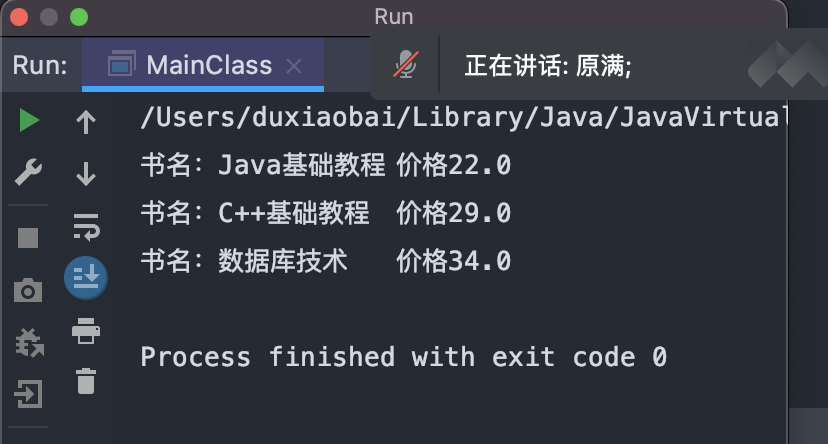 Run
Run:
MainClass
正在讲话: 原满;
/Users/duxiaobai/Library/Java/JavaVirtual
书名：Java基础教程 价格22.0
书名：C++基础教程 价格29.0
书名：数据库技术 价格34.0
Process finished with exit code 0